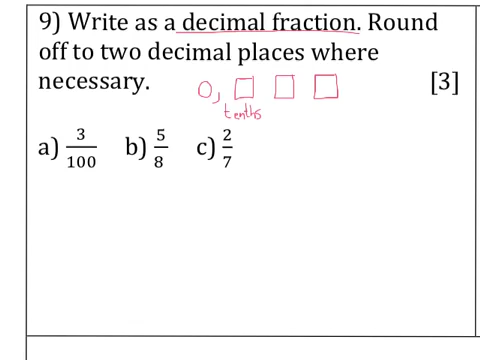 9) Write as a decimal fraction. Round
off to two decimal places where
necessary. [3]
0,
tenths
a) 3/100 b) 5/8 c) 2/7